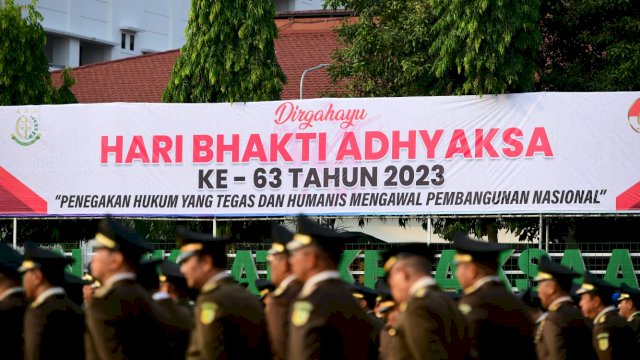 Dirgahayu
HARI BHAKTI ADHYAKSA
KE - 63 TAHUN 2023
"PENEGAKAN HUKUM YANG TEGAS DAN HUMANIS MENGAWAL PEMBANGUNAN NASIONAL"